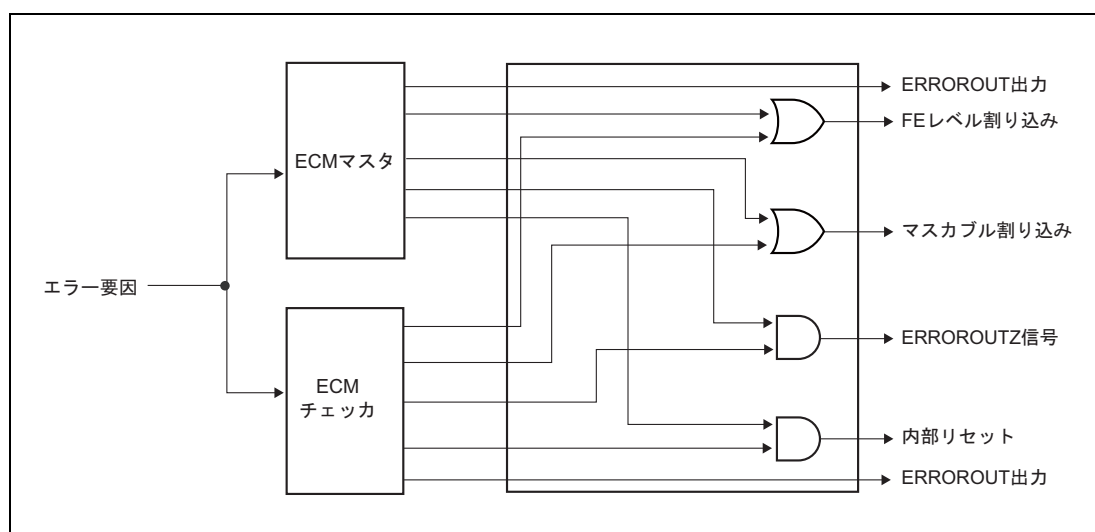 ERROROUT出力
FEレベル割り込み
ECMマスタ
マスカブル割り込み
エラー要因
ERROROUTZ信号
ECM
チェッカ
内部リセット
ERROROUT出力